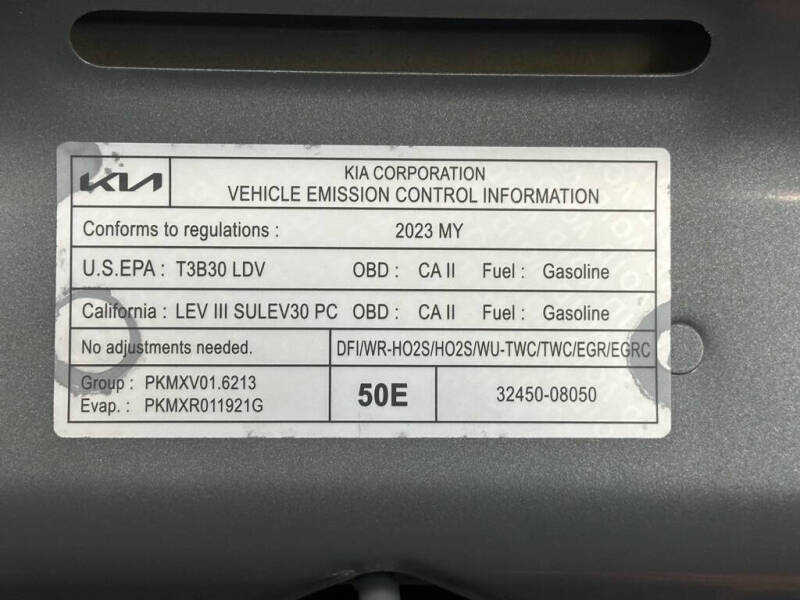 KIA
KIA CORPORATION
VEHICLE EMISSION CONTROL INFORMATION
Conforms to regulations : 2023 MY
U.S.EPA : T3B30 LDV OBD : CA II Fuel : Gasoline
California : LEV III SULEV30 PC OBD : CA II Fuel : Gasoline
No adjustments needed. DFI/WR-HO2S/HO2S/WU-TWC/TWC/EGR/EGRC
Group : PKMXV01.6213
Evap. : PKMXR011921G
50E
32450-08050